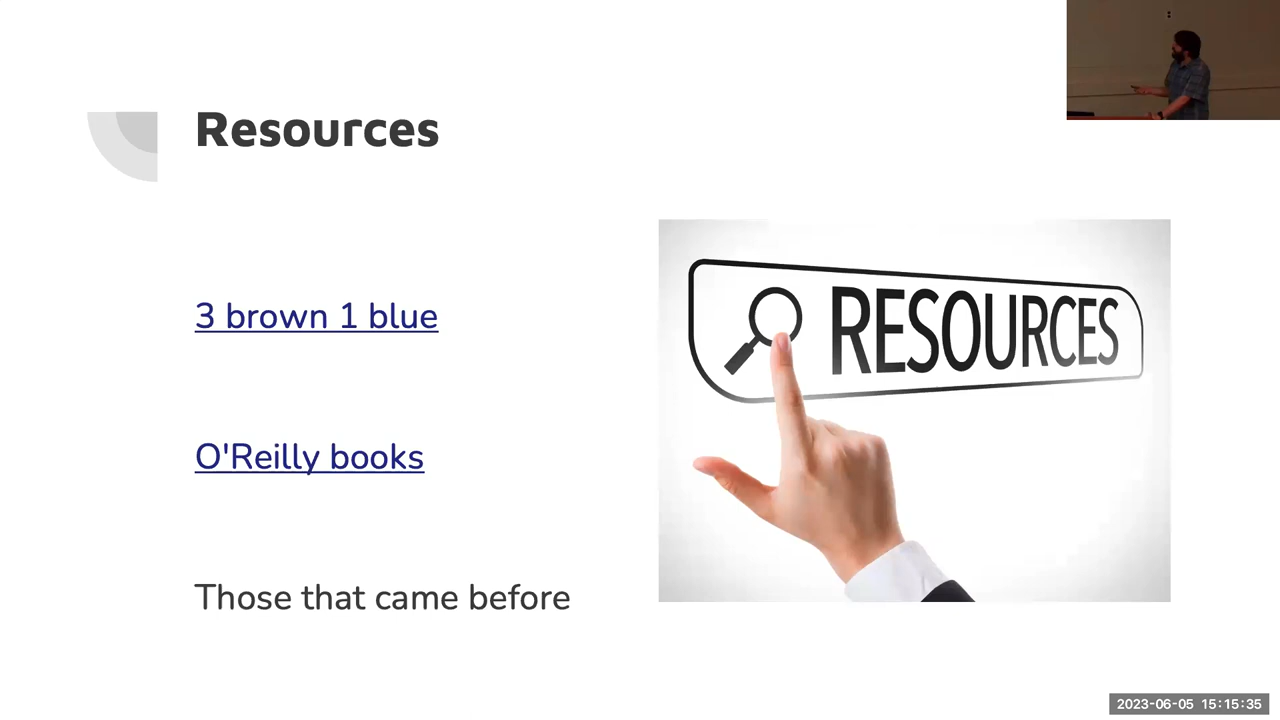 Resources
3 brown 1 blue
O'Reilly books
Those that came before
RESOURCES
2023-06-05 15:15:35